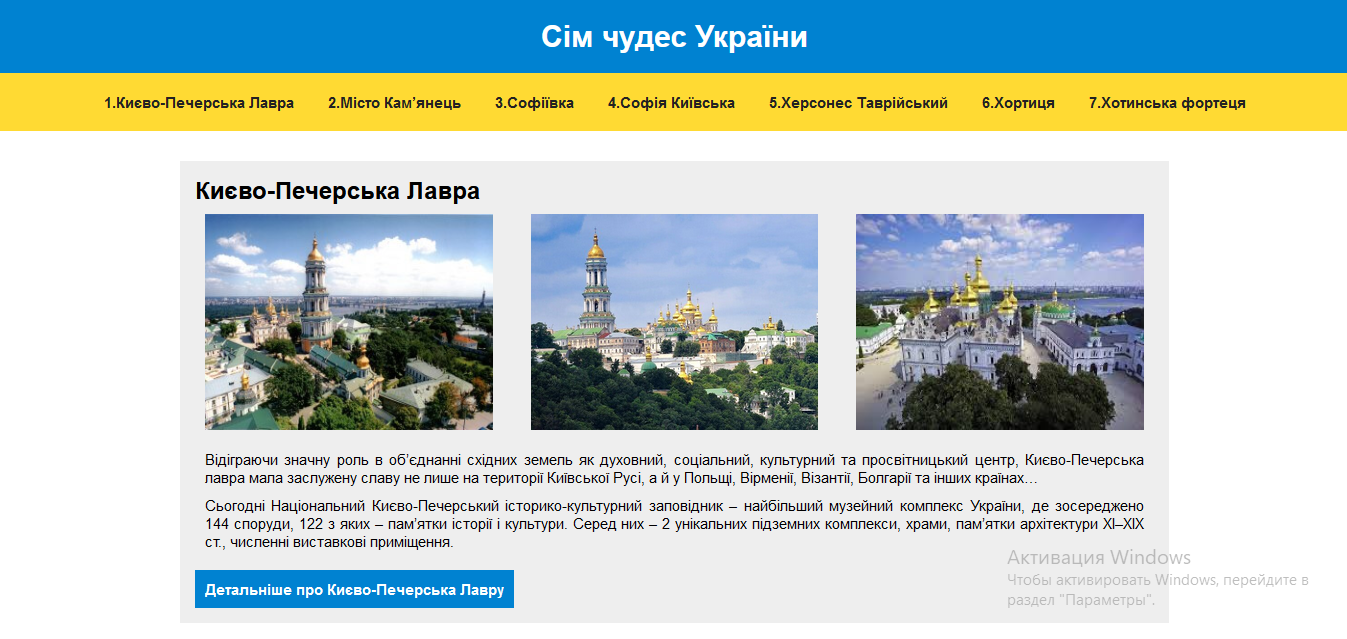 Сім чудес України
1.Києво-Печерська Лавра 2.Місто Кам’янець 3.Софіївка 4.Софія Київська 5.Херсонес Таврійський 6.Хортиця 7.Хотинська фортеця
Києво-Печерська Лавра
Відіграючи значну роль в об’єднанні східних земель як духовний, соціальний, культурний та просвітницький центр, Києво-Печерська
лавра мала заслужену славу не лише на території Київської Русі, а й у Польщі, Вірменії, Візантії, Болгарії та інших країнах…
Сьогодні Національний Києво-Печерський історико-культурний заповідник – найбільший музейний комплекс України, де зосереджено
144 споруди, 122 з яких – пам’ятки історії і культури. Серед них – 2 унікальних підземних комплекси, храми, пам’ятки архітектури XI–XIX
ст., численні виставкові приміщення.
Детальніше про Києво-Печерська Лавру
Активация Windows
Чтобы активировать Windows, перейдите в
раздел "Параметры".